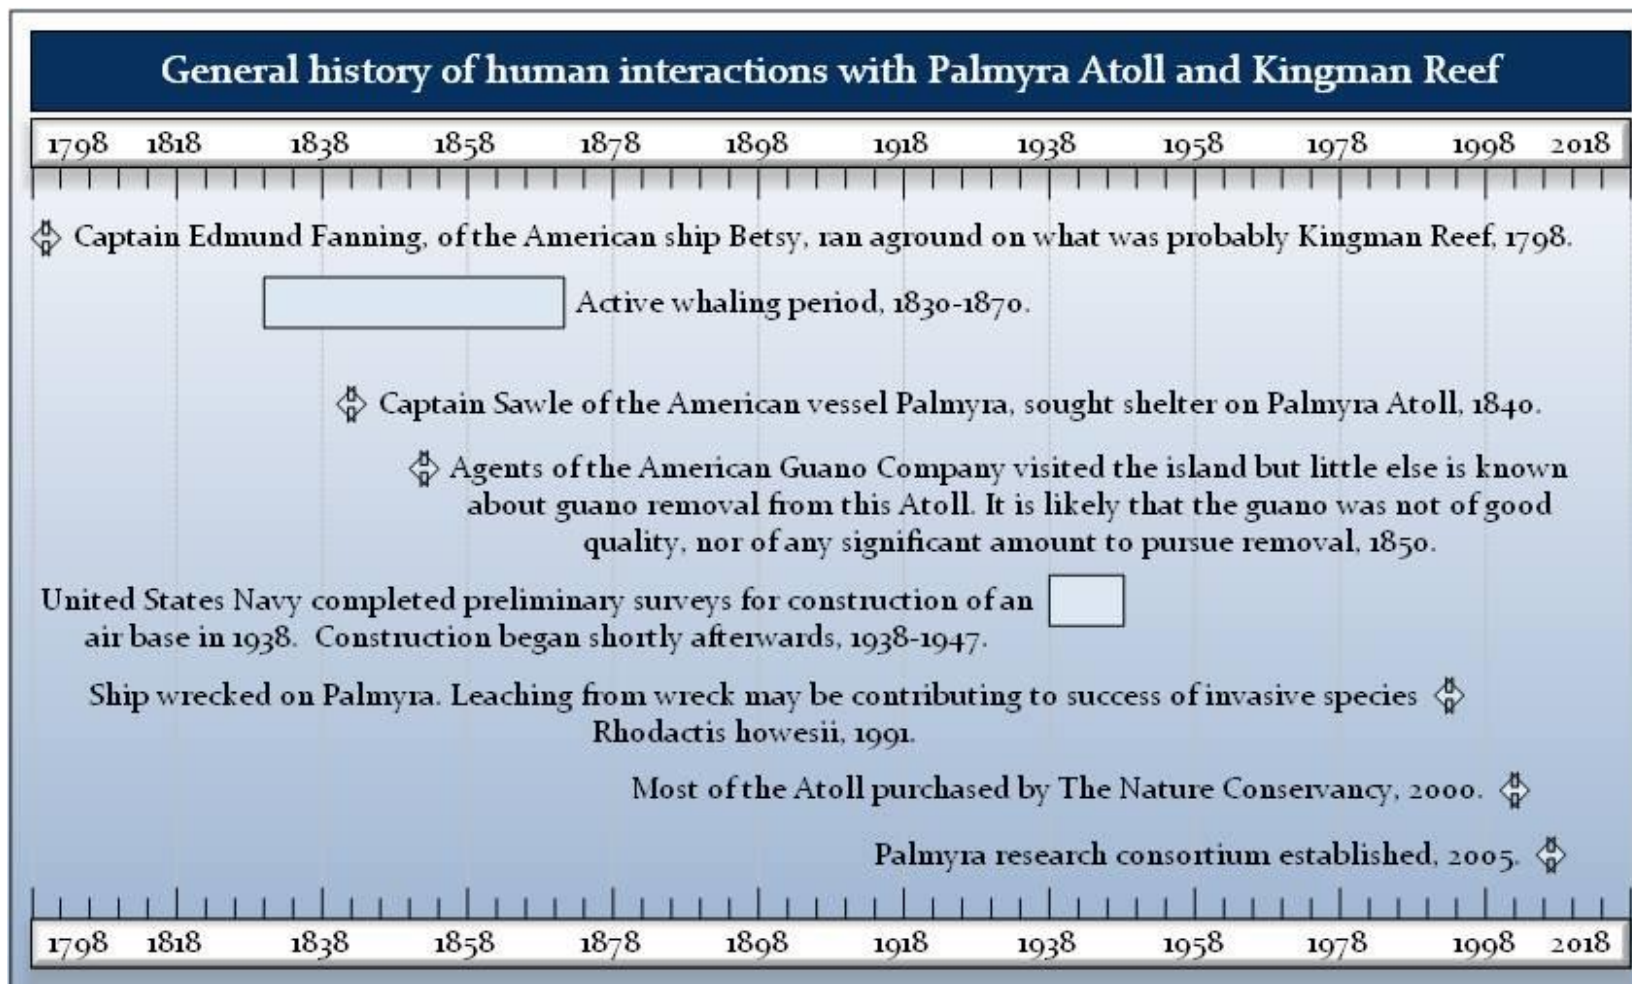 General history of human interactions with Palmyra Atoll and Kingman Reef
1798 1818 1838 1858 1878 1898 1918 1938 1958 1978 1998 2018
Captain Edmund Fanning, of the American ship Betsy, ran aground on what was probably Kingman Reef, 1798.
Active whaling period, 1830-1870.
Captain Sawle of the American vessel Palmyra, sought shelter on Palmyra Atoll, 1840.
Agents of the American Guano Company visited the island but little else is known
about guano removal from this Atoll. It is likely that the guano was not of good
quality, nor of any significant amount to pursue removal, 1850.
United States Navy completed preliminary surveys for construction of an
air base in 1938. Construction began shortly afterwards, 1938-1947.
Ship wrecked on Palmyra. Leaching from wreck may be contributing to success of invasive species
Rhodactis howesii, 1991.
Most of the Atoll purchased by The Nature Conservancy, 2000.
Palmyra research consortium established, 2005.
1798 1818 1838 1858 1878 1898 1918 1938 1958 1978 1998 2018